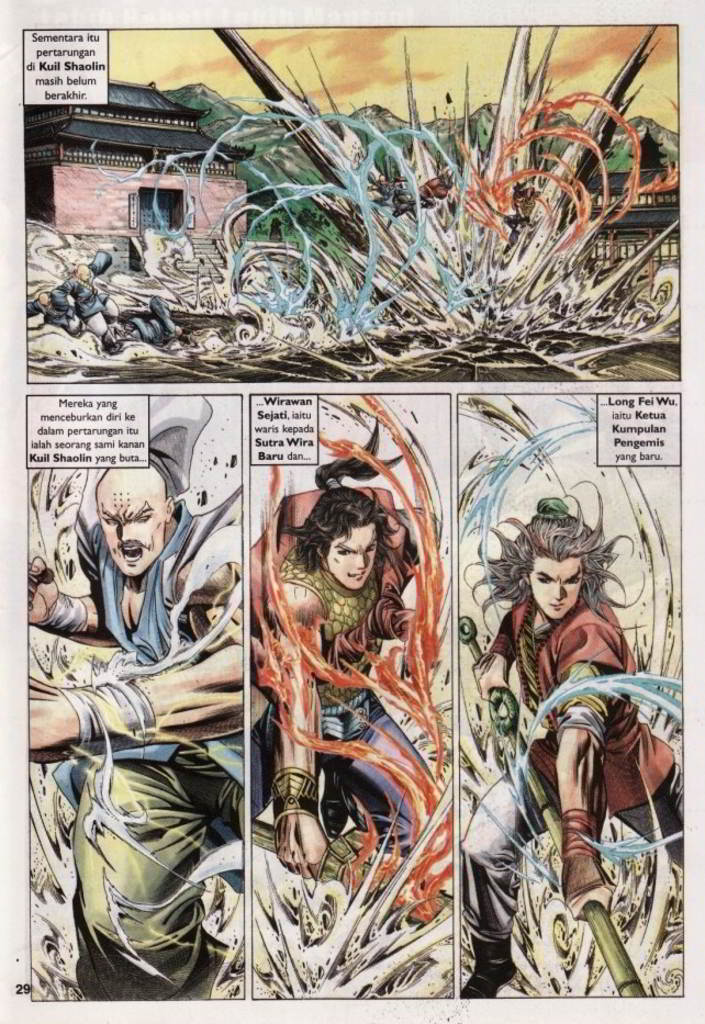 Sementara itu
pertarungan
di Kuil Shaolin
masih belum
berakhir.
Mereka yang
menceburkan diri ke
dalam pertarungan itu
ialah seorang sami kanan
Kuil Shaolin yang buta...
...Wirawan
Sejati, iaitu
waris kepada
Sutra Wira
Baru dan...
...Long Fei Wu,
iaitu Ketua
Kumpulan
Pengemis
yang baru.
29